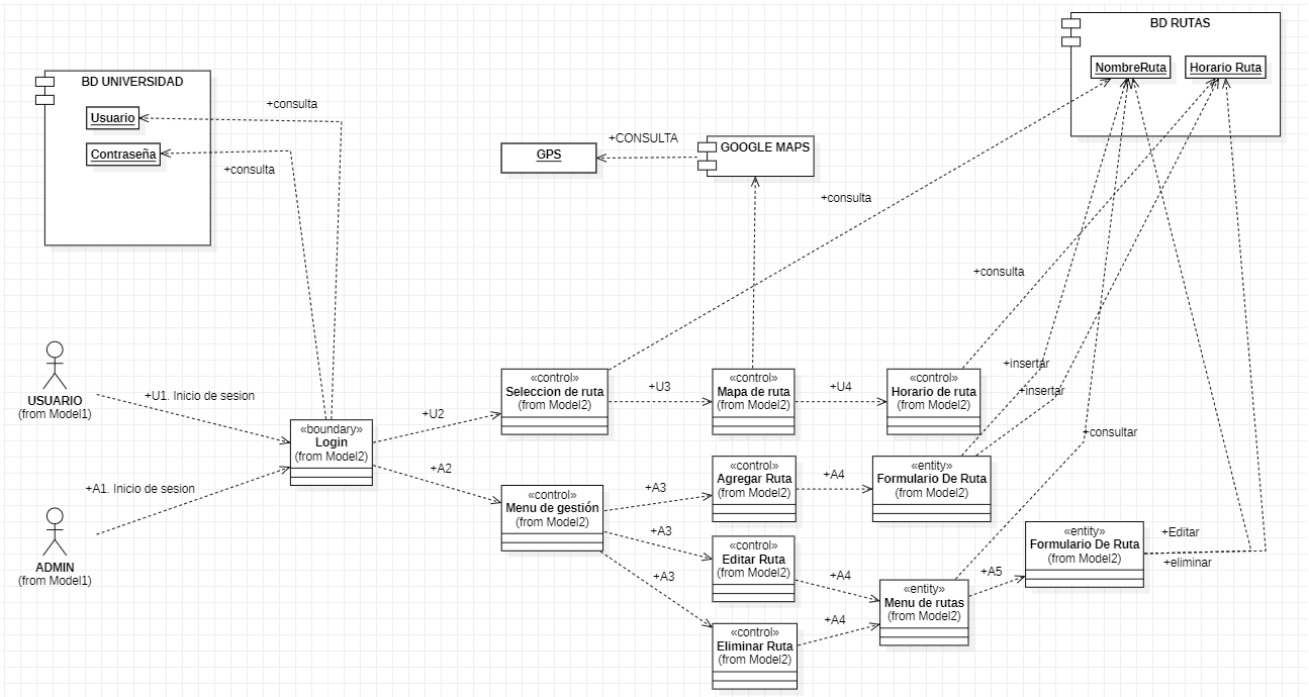 BD RUTAS
NombreRuta
Horario Ruta
BD UNIVERSIDAD
Usuario
Contraseña
+consulta
+consulta
+CONSULTA
GPS
GOOGLE MAPS
+consulta
+consulta
USUARIO
(from Model1)
+U1. Inicio de sesion
ADMIN
(from Model1)
+A1. Inicio de sesion
«boundary»
Login
(from Model2)
+U2
+A2
«control»
Seleccion de ruta
(from Model2)
+U3
«control»
Mapa de ruta
(from Model2)
+U4
«control»
Horario de ruta
(from Model2)
+insertar
+insertar
+consultar
«control»
Menu de gestión
(from Model2)
+A3
+A3
+A3
«control»
Agregar Ruta
(from Model2)
+A4
«entity»
Formulario De Ruta
(from Model2)
«control»
Editar Ruta
(from Model2)
+A4
«control»
Eliminar Ruta
(from Model2)
+A4
«entity»
Menu de rutas
(from Model2)
+A5
«entity»
Formulario De Ruta
(from Model2)
+Editar
+eliminar